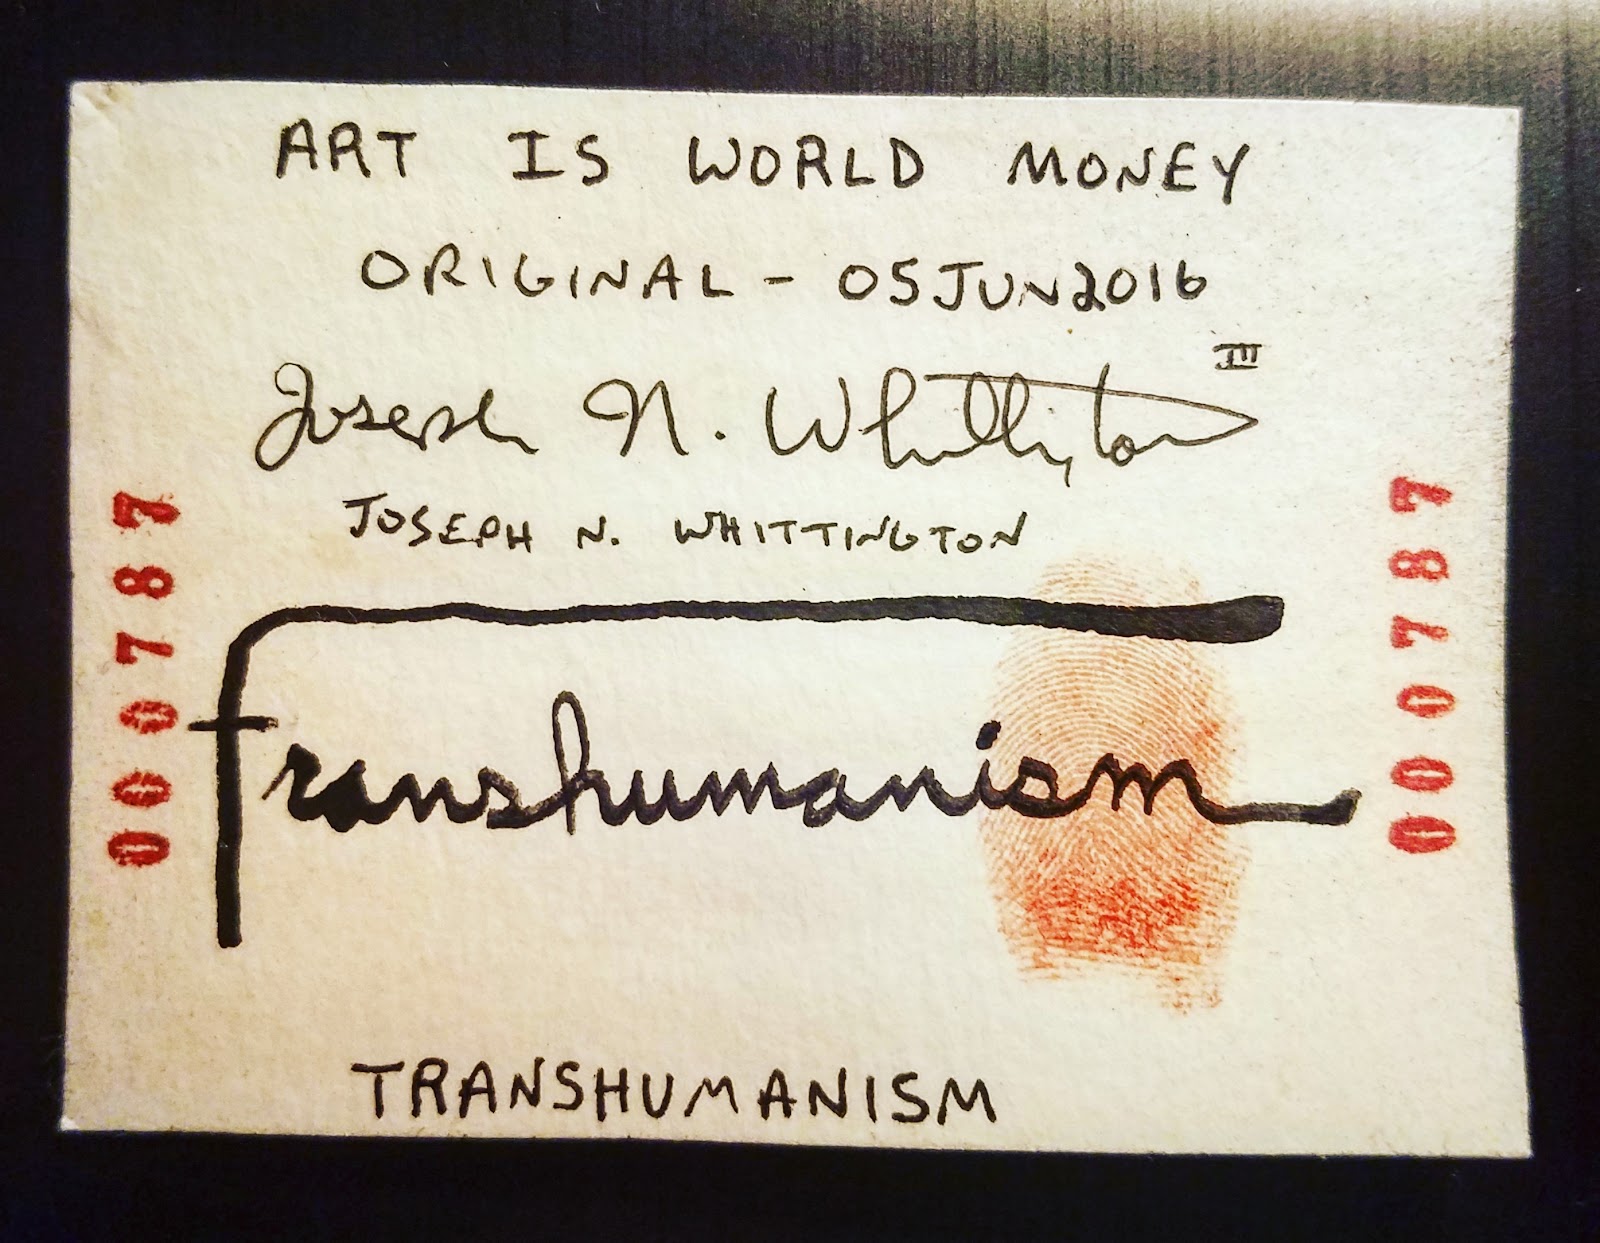 ART IS WORLD MONEY
ORIGINAL - 05JUN2016
Joseph N. Whittington III
JOSEPH N. WHITTINGTON
000787
000787
Transhumanism
TRANSHUMANISM